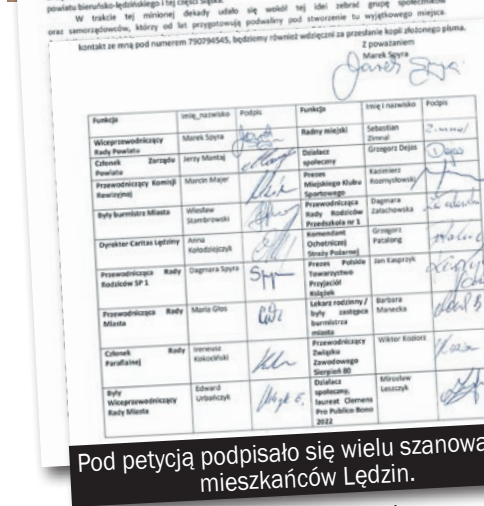 powiatu bieruńsko-lędzińskiego i tej części Śląska.
W trakcie tej minionej dekady udało się wokół tej idei zebrać grupę społeczników
oraz samorządowców, którzy od lat przygotowują podwaliny pod stworzenie tu wyjątkowego miejsca.
kontakt ze mną pod numerem 790794545, będziemy również wdzięczni za przesłanie kopii złożonego pisma.
Z poważaniem
Marek Spyra
Funkcja Imię_nazwisko Podpis Funkcja Imię i nazwisko Podpis
Wiceprzewodniczący Rady Powiatu Marek Spyra Radny miejski Sebastian Zimnal
Członek Zarządu Powiatu Jerzy Mantaj Działacz społeczny Grzegorz Dejas
Przewodniczący Komisji Rewizyjnej Marcin Majer Prezes Miejskiego Klubu Sportowego Kazimierz Rozmysłowski
Były burmistrz Miasta Wiesław Stambrowski Przewodnicząca Rady Rodziców Przedszkola nr 1 Dagmara Załachowska
Dyrektor Caritas Lędziny Anna Kołodziejczyk Komendant Ochotniczej Straży Pożarnej Grzegorz Patalong
Przewodnicząca Rady Rodziców SP 1 Dagmara Spyra Prezes Polskie Towarzystwo Przyjaciół Książek Jan Kasprzyk
Przewodnicząca Rady Miasta Maria Głos Lekarz rodzinny / były zastępca burmistrza miasta Barbara Manecka
Członek Rady Parafialnej Ireneusz Kokociński Przewodniczący Związku Zawodowego Sierpień 80 Wiktor Koziorz
Były Wiceprzewodniczący Rady Miasta Edward Urbańczyk Działacz społeczny, laureat Clemens Pro Publico Bono 2022 Mirosław Leszczyk
Pod petycją podpisało się wielu szanowa
mieszkańców Lędzin.